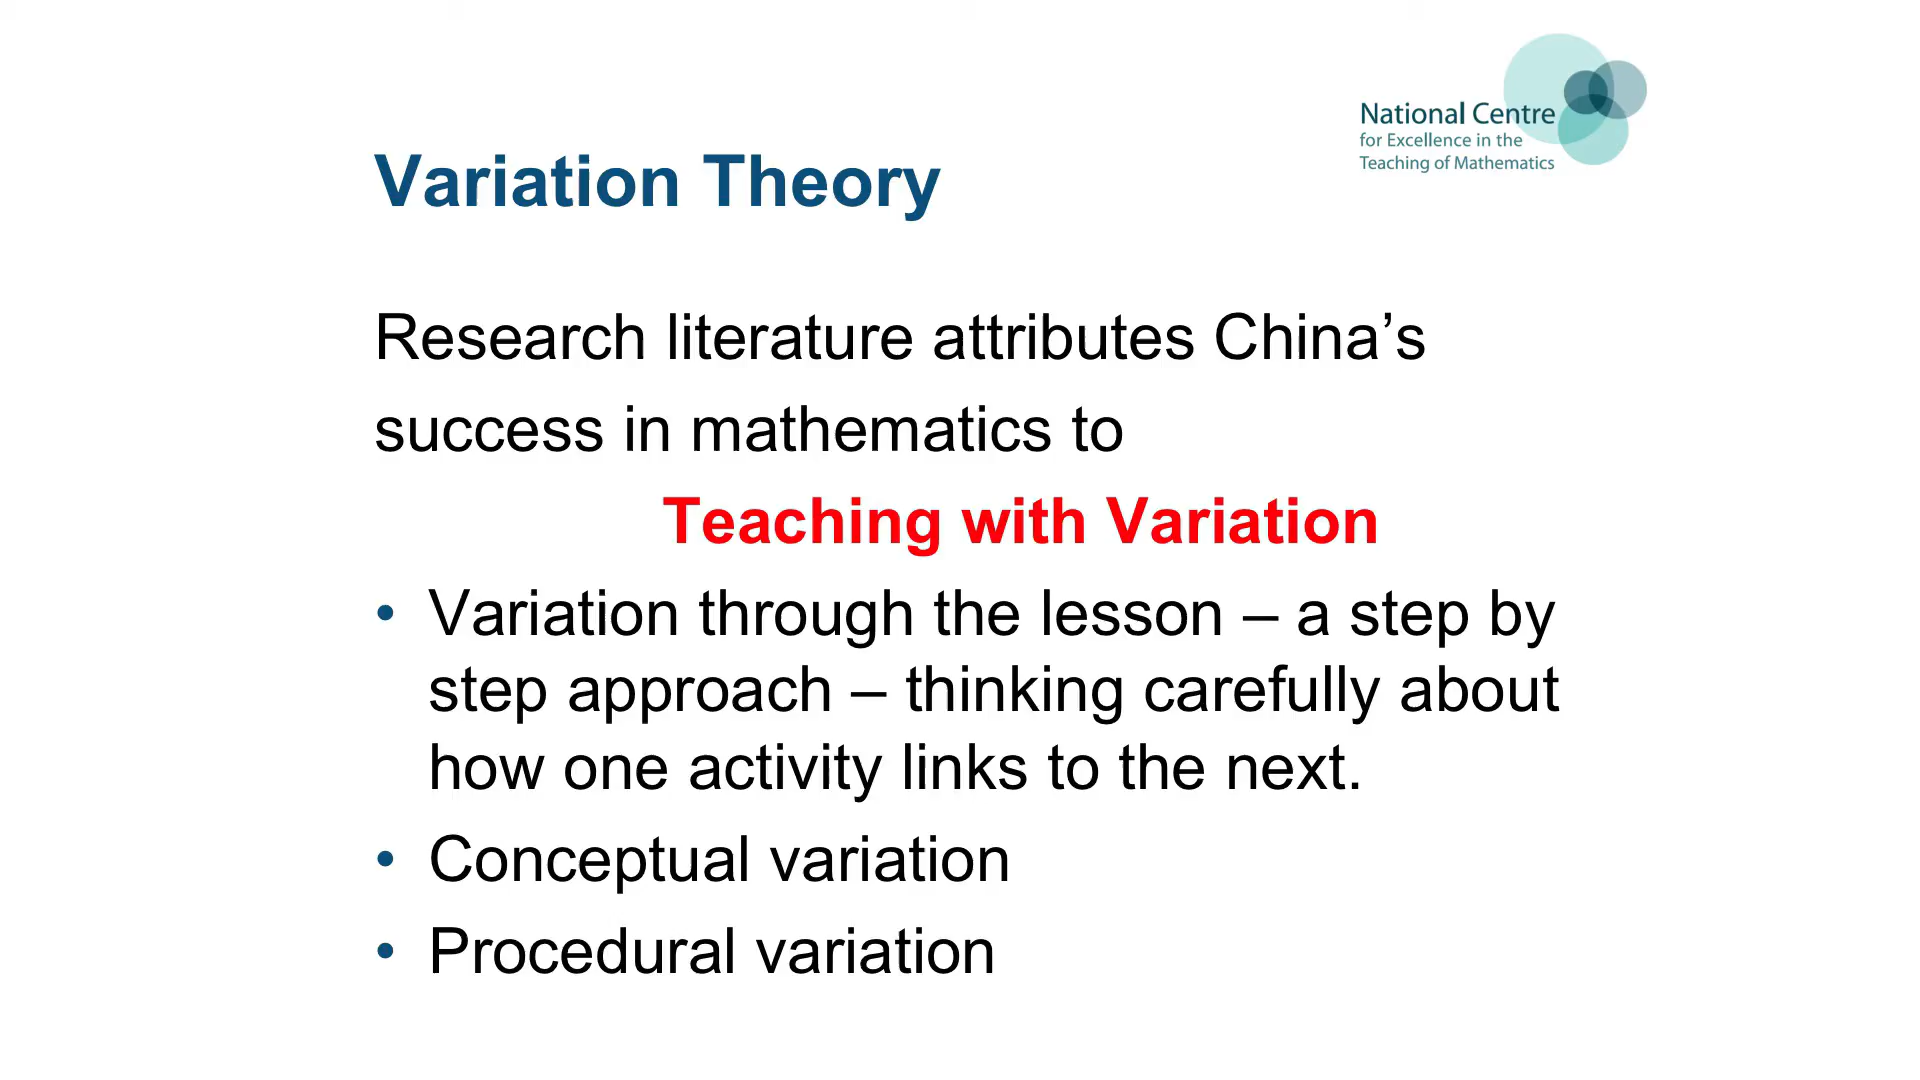 National Centre
for Excellence in the
Teaching of Mathematics
Variation Theory
Research literature attributes China’s
success in mathematics to
Teaching with Variation
• Variation through the lesson – a step by
step approach – thinking carefully about
how one activity links to the next.
• Conceptual variation
• Procedural variation